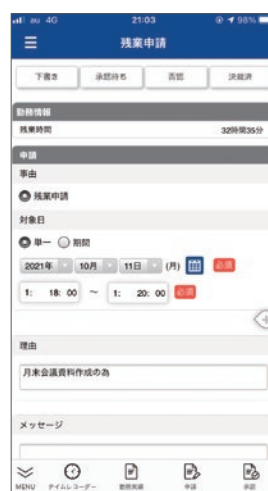 au 4G 21:03 98%
残業申請
下書き 承認待ち 否認 決裁済
勤務情報
残業時間 32時間35分
申請
事由
残業申請
対象日
単一 期間
2021年 10月 11日 (月) 必須
1: 18: 00 ~ 1: 20: 00 必須
理由
月末会議資料作成の為
メッセージ
MENU タイムレコーダー 勤務実績 申請 承認